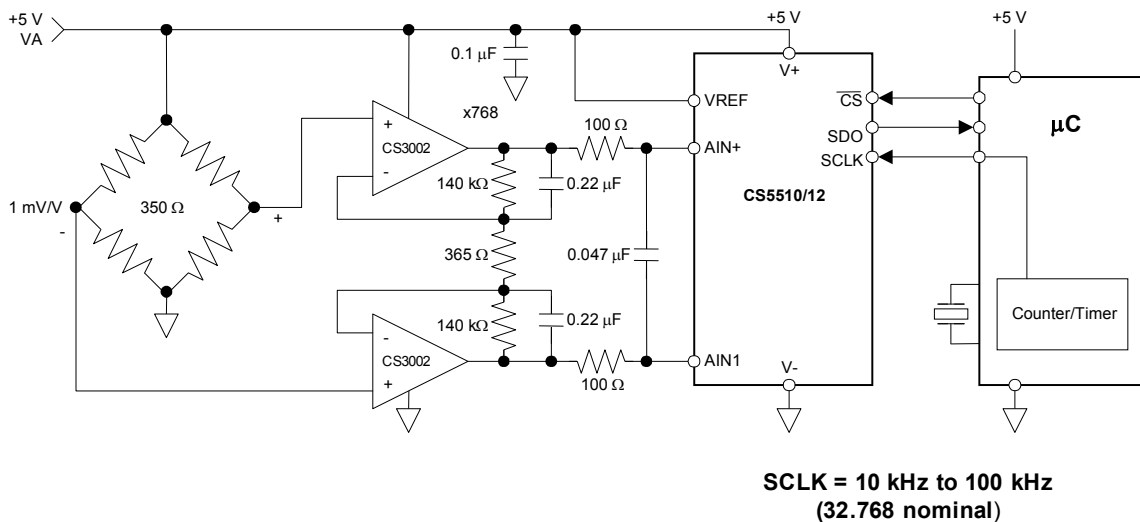 +5 V
VA
+5 V
+5 V
0.1 μF
V+
x768
VREF
CS
100 Ω
SDO
μC
+
CS3002
-
AIN+
SCLK
140 kΩ
0.22 μF
CS5510/12
1 mV/V
-
350 Ω
+
365 Ω
0.047 μF
140 kΩ
0.22 μF
Counter/Timer
-
CS3002
+
100 Ω
AIN1
V-
SCLK = 10 kHz to 100 kHz
(32.768 nominal)